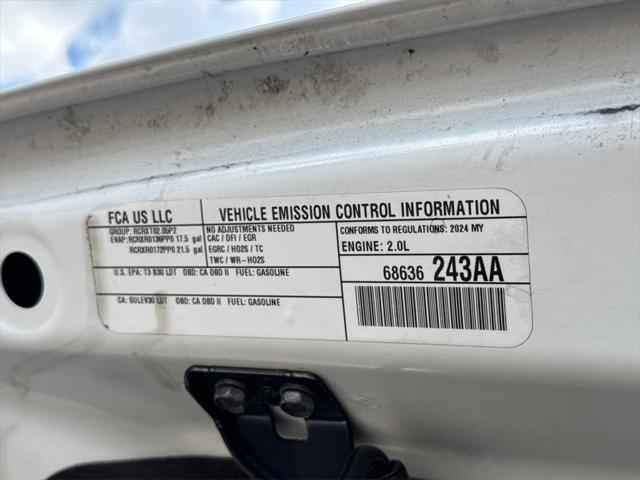 FCA US LLC
VEHICLE EMISSION CONTROL INFORMATION
GROUP: RCRXT02.05P2
EVAP: RCRXR0136PP0 17.5 gal
RCRXR0172PP0 21.5 gal
NO ADJUSTMENTS NEEDED
CAC / DFI / EGR
EGRC / HO2S / TC
TWC / WR-HO2S
CONFORMS TO REGULATIONS: 2024 MY
ENGINE: 2.0L
U.S. EPA: T3 B30 LDT OBD: CA OBD II FUEL: GASOLINE
68636 243AA
CA: SULEV30 LDT OBD: CA OBD II FUEL: GASOLINE